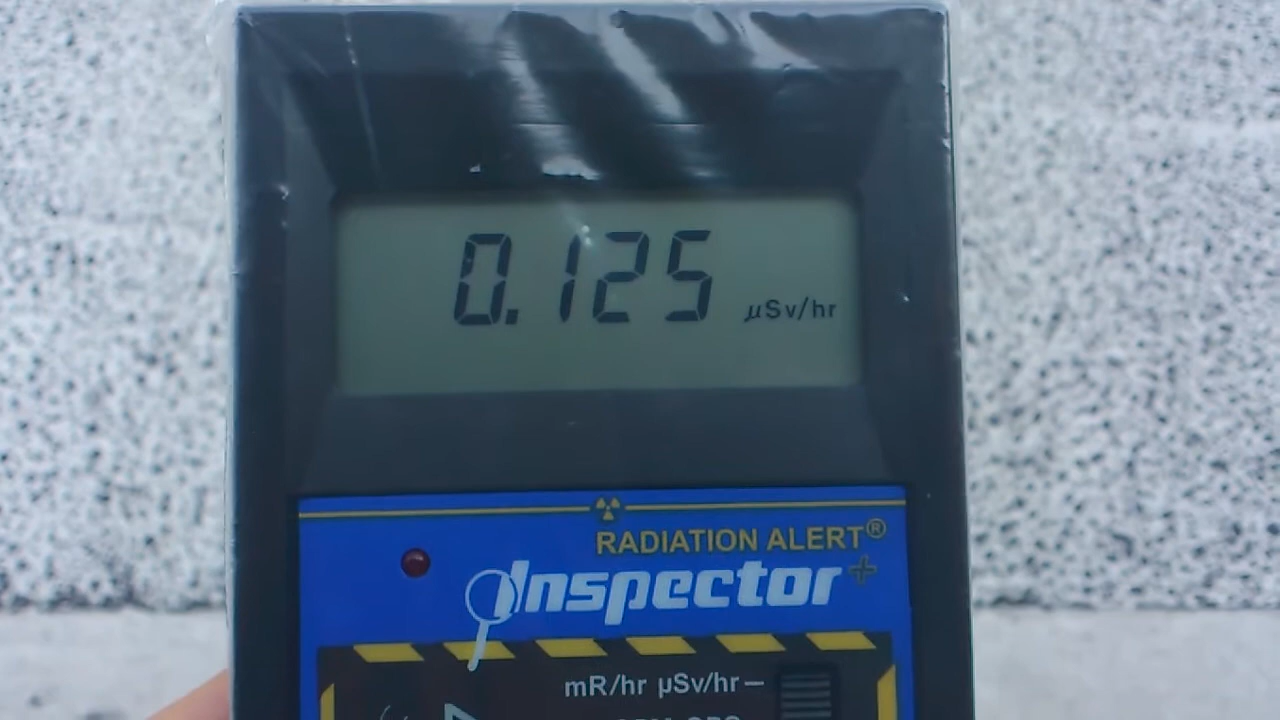 0.125 µSv/hr
RADIATION ALERT®
Inspector+
mR/hr µSv/hr